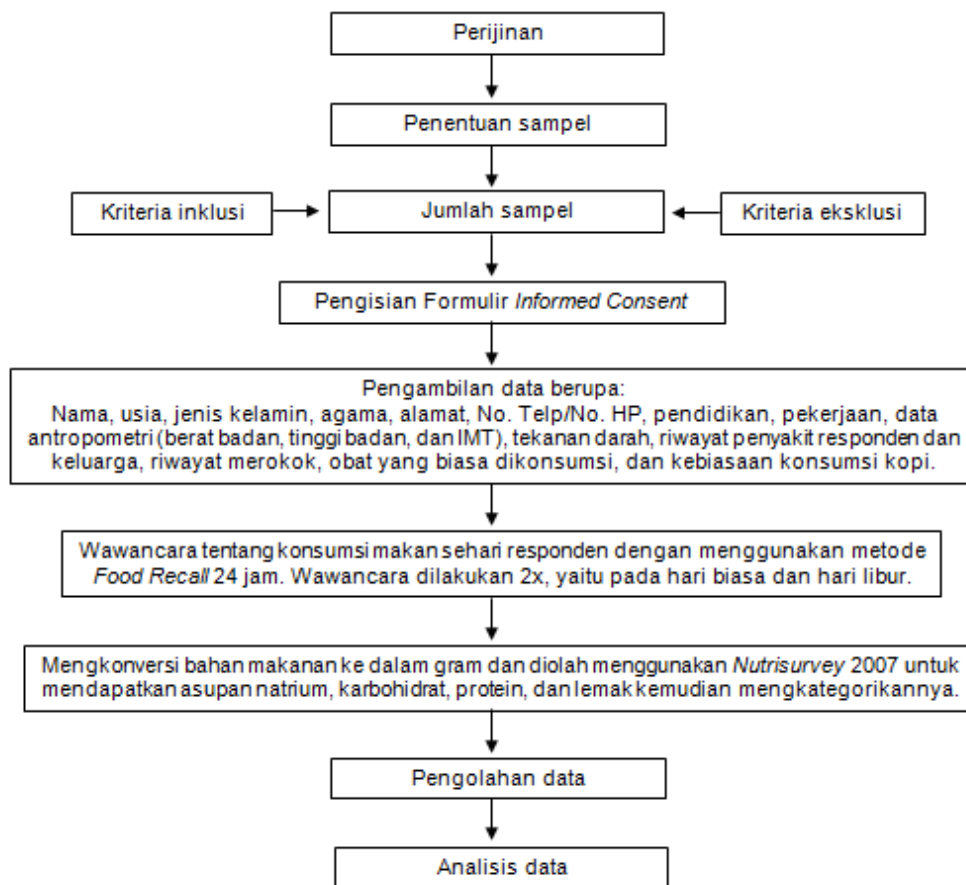 Perijinan
Penentuan sampel
Kriteria inklusi
Jumlah sampel
Kriteria eksklusi
Pengisian Formulir Informed Consent
Pengambilan data berupa:
Nama, usia, jenis kelamin, agama, alamat, No. Telp/No. HP, pendidikan, pekerjaan, data
antropometri (berat badan, tinggi badan, dan IMT), tekanan darah, riwayat penyakit responden dan
keluarga, riwayat merokok, obat yang biasa dikonsumsi, dan kebiasaan konsumsi kopi.
Wawancara tentang konsumsi makan sehari responden dengan menggunakan metode
Food Recall 24 jam. Wawancara dilakukan 2x, yaitu pada hari biasa dan hari libur.
Mengkonversi bahan makanan ke dalam gram dan diolah menggunakan Nutrisurvey 2007 untuk
mendapatkan asupan natrium, karbohidrat, protein, dan lemak kemudian mengkategorikannya.
Pengolahan data
Analisis data